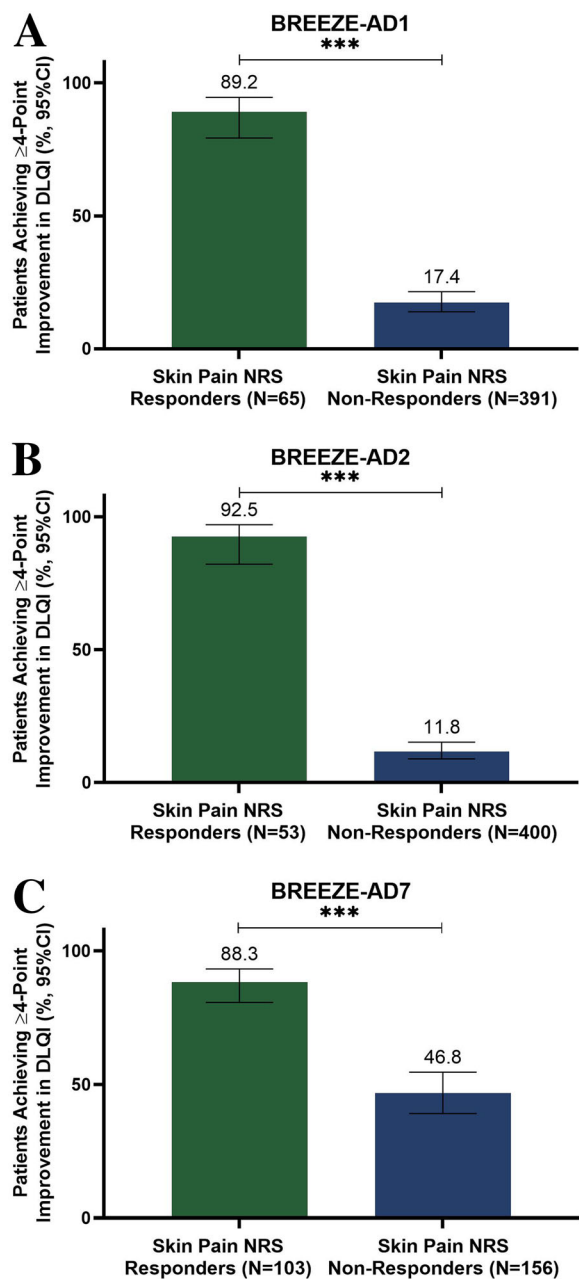 A
BREEZE-AD1
***
Patients Achieving ≥4-Point
Improvement in DLQI (%, 95%CI)
100
50
0
89.2
17.4
Skin Pain NRS
Responders (N=65)
Skin Pain NRS
Non-Responders (N=391)
B
BREEZE-AD2
***
Patients Achieving ≥4-Point
Improvement in DLQI (%, 95%CI)
100
50
0
92.5
11.8
Skin Pain NRS
Responders (N=53)
Skin Pain NRS
Non-Responders (N=400)
C
BREEZE-AD7
***
Patients Achieving ≥4-Point
Improvement in DLQI (%, 95%CI)
100
50
0
88.3
46.8
Skin Pain NRS
Responders (N=103)
Skin Pain NRS
Non-Responders (N=156)